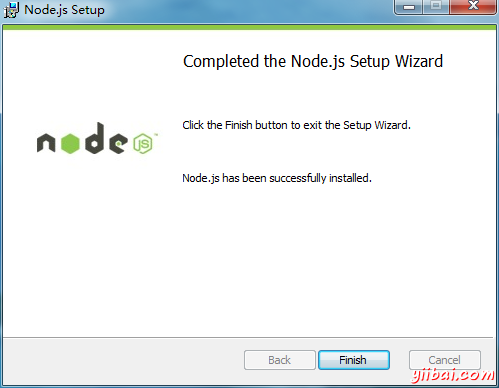 Node.js Setup
Completed the Node.js Setup Wizard
node JS™
Click the Finish button to exit the Setup Wizard.
Node.js has been successfully installed.
Back
Finish
Cancel
yiibai.com